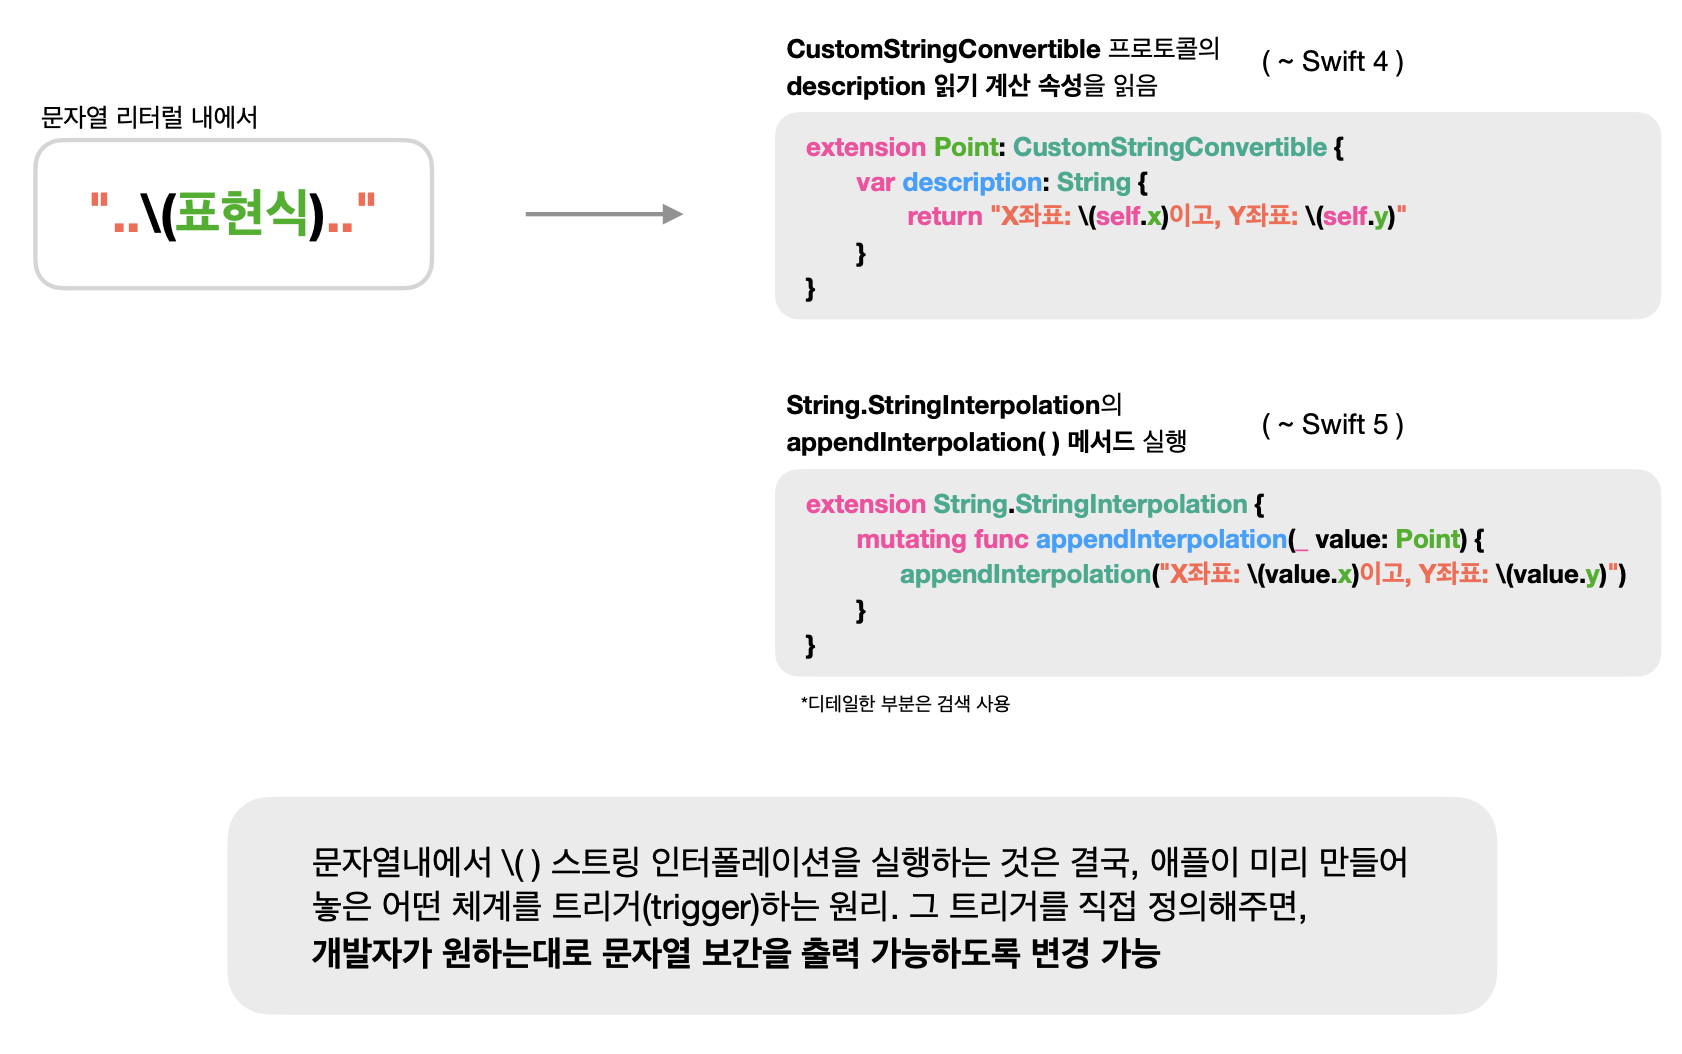 문자열 리터럴 내에서
"..\(표현식).."
CustomStringConvertible 프로토콜의
description 읽기 계산 속성을 읽음
( ~ Swift 4 )
extension Point: CustomStringConvertible {
var description: String {
return "X좌표: \(self.x)이고, Y좌표: \(self.y)"
}
}
String.StringInterpolation의
appendInterpolation( ) 메서드 실행
( ~ Swift 5 )
extension String.StringInterpolation {
mutating func appendInterpolation(_ value: Point) {
appendInterpolation("X좌표: \(value.x)이고, Y좌표: \(value.y)")
}
}
*디테일한 부분은 검색 사용
문자열내에서 \( ) 스트링 인터폴레이션을 실행하는 것은 결국, 애플이 미리 만들어
놓은 어떤 체계를 트리거(trigger)하는 원리. 그 트리거를 직접 정의해주면,
개발자가 원하는대로 문자열 보간을 출력 가능하도록 변경 가능